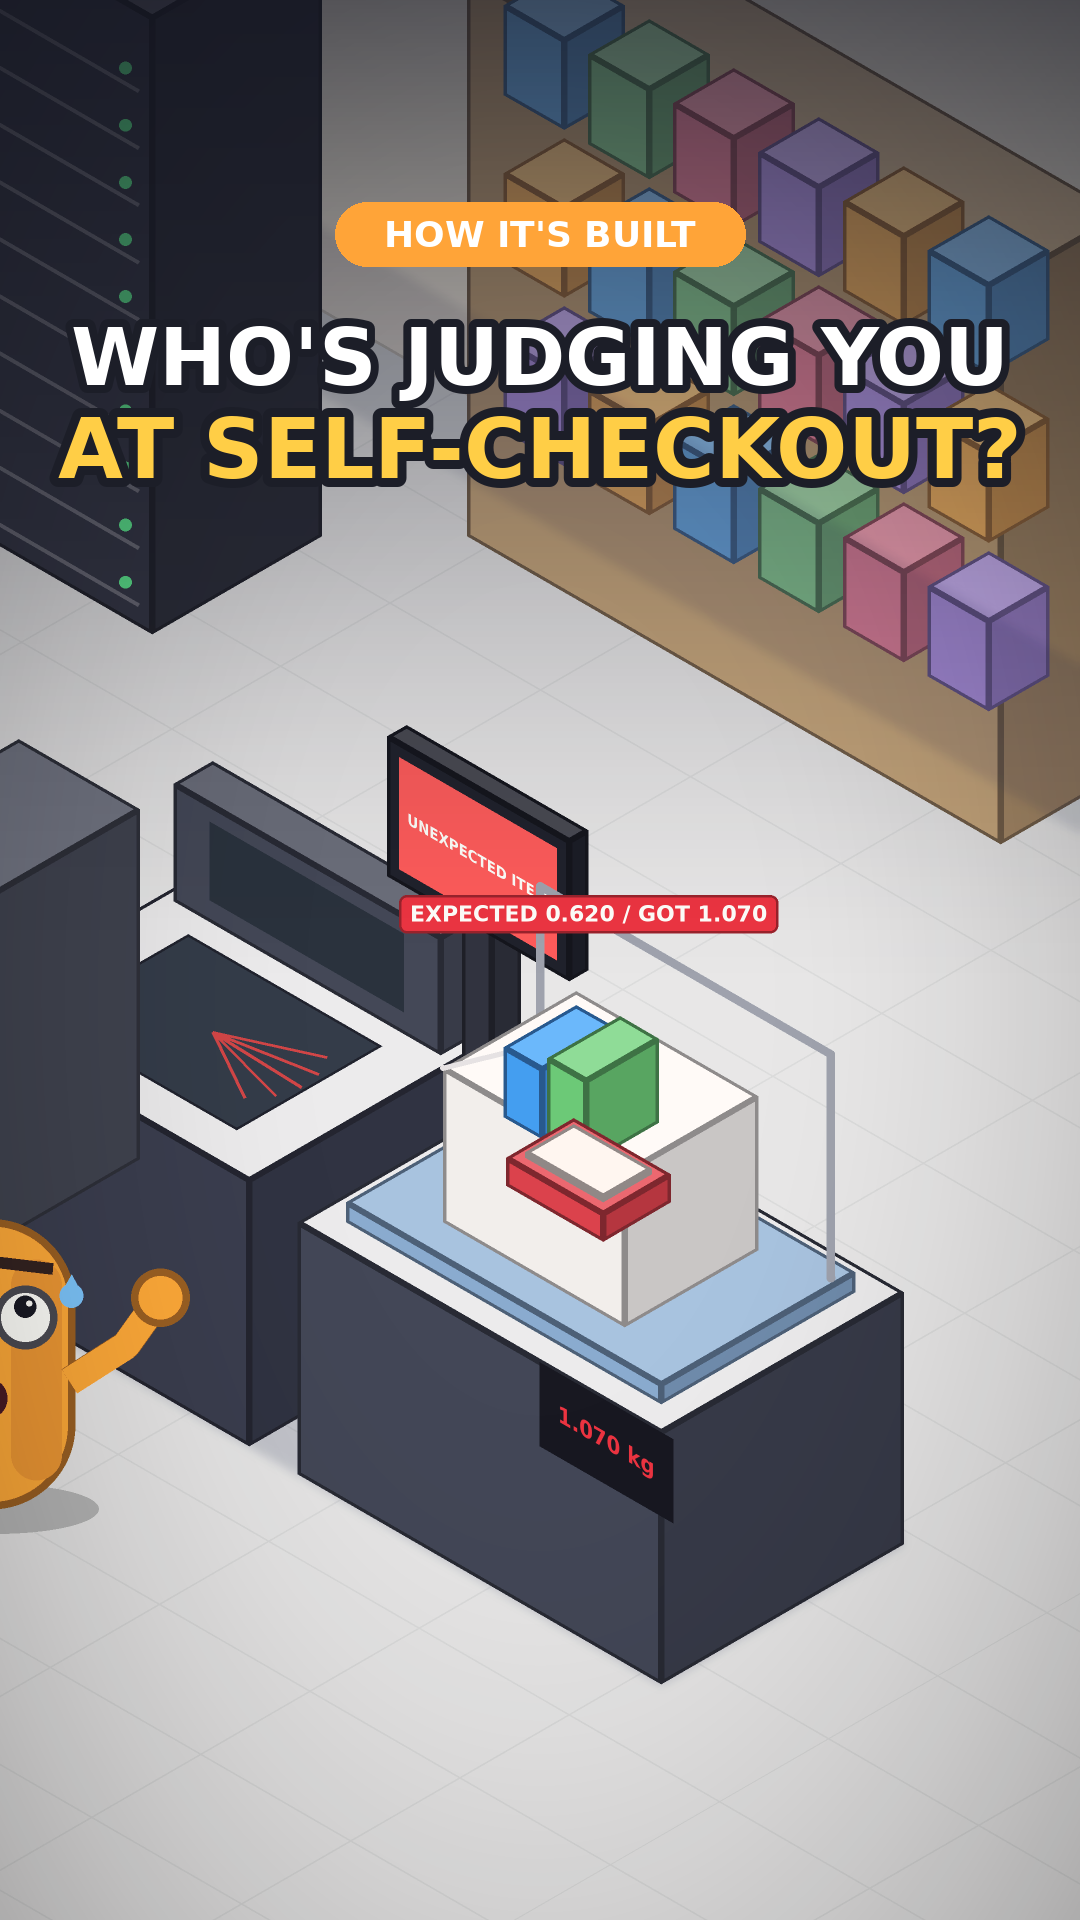 HOW IT'S BUILT
WHO'S JUDGING YOU
AT SELF-CHECKOUT?
UNEXPECTED
EXPECTED 0.620 / GOT 1.070
1.070 kg